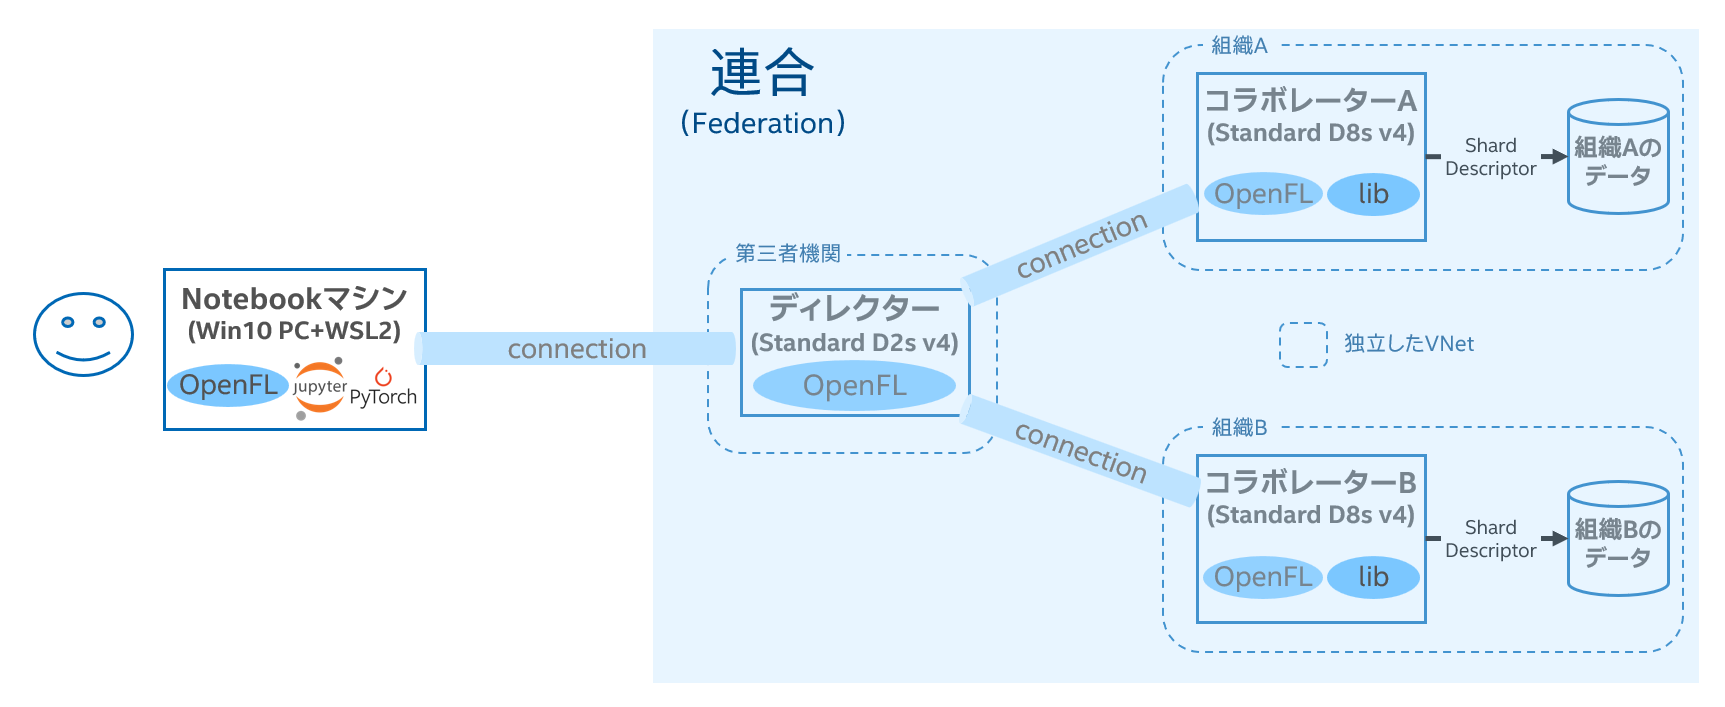 連合
(Federation)
Notebookマシン
(Win10 PC+WSL2)
OpenFL
jupyter
PyTorch
connection
第三者機関
ディレクター
(Standard D2s v4)
OpenFL
connection
connection
組織A
コラボレーターA
(Standard D8s v4)
OpenFL
lib
Shard
Descriptor
組織Aの
データ
独立したVNet
組織B
コラボレーターB
(Standard D8s v4)
OpenFL
lib
Shard
Descriptor
組織Bの
データ